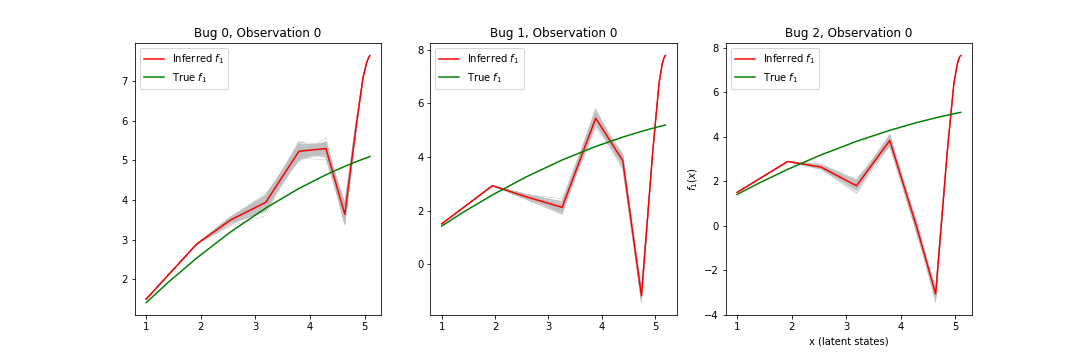 Bug 0, Observation 0
Inferred f₁
True f₁
7
6
5
4
3
2
1 2 3 4 5
Bug 1, Observation 0
Inferred f₁
True f₁
8
6
4
2
0
1 2 3 4 5
Bug 2, Observation 0
Inferred f₁
True f₁
8
6
4
2
0
−2
−4
f₁(x)
1 2 3 4 5
x (latent states)